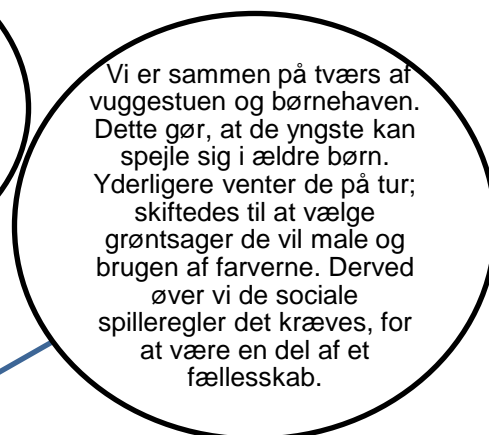 Vi er sammen på tværs af
vuggestuen og børnehaven.
Dette gør, at de yngste kan
spejle sig i ældre børn.
Yderligere venter de på tur;
skiftedes til at vælge
grøntsager de vil male og
brugen af farverne. Derved
øver vi de sociale
spilleregler det kræves, for
at være en del af et
fællesskab.